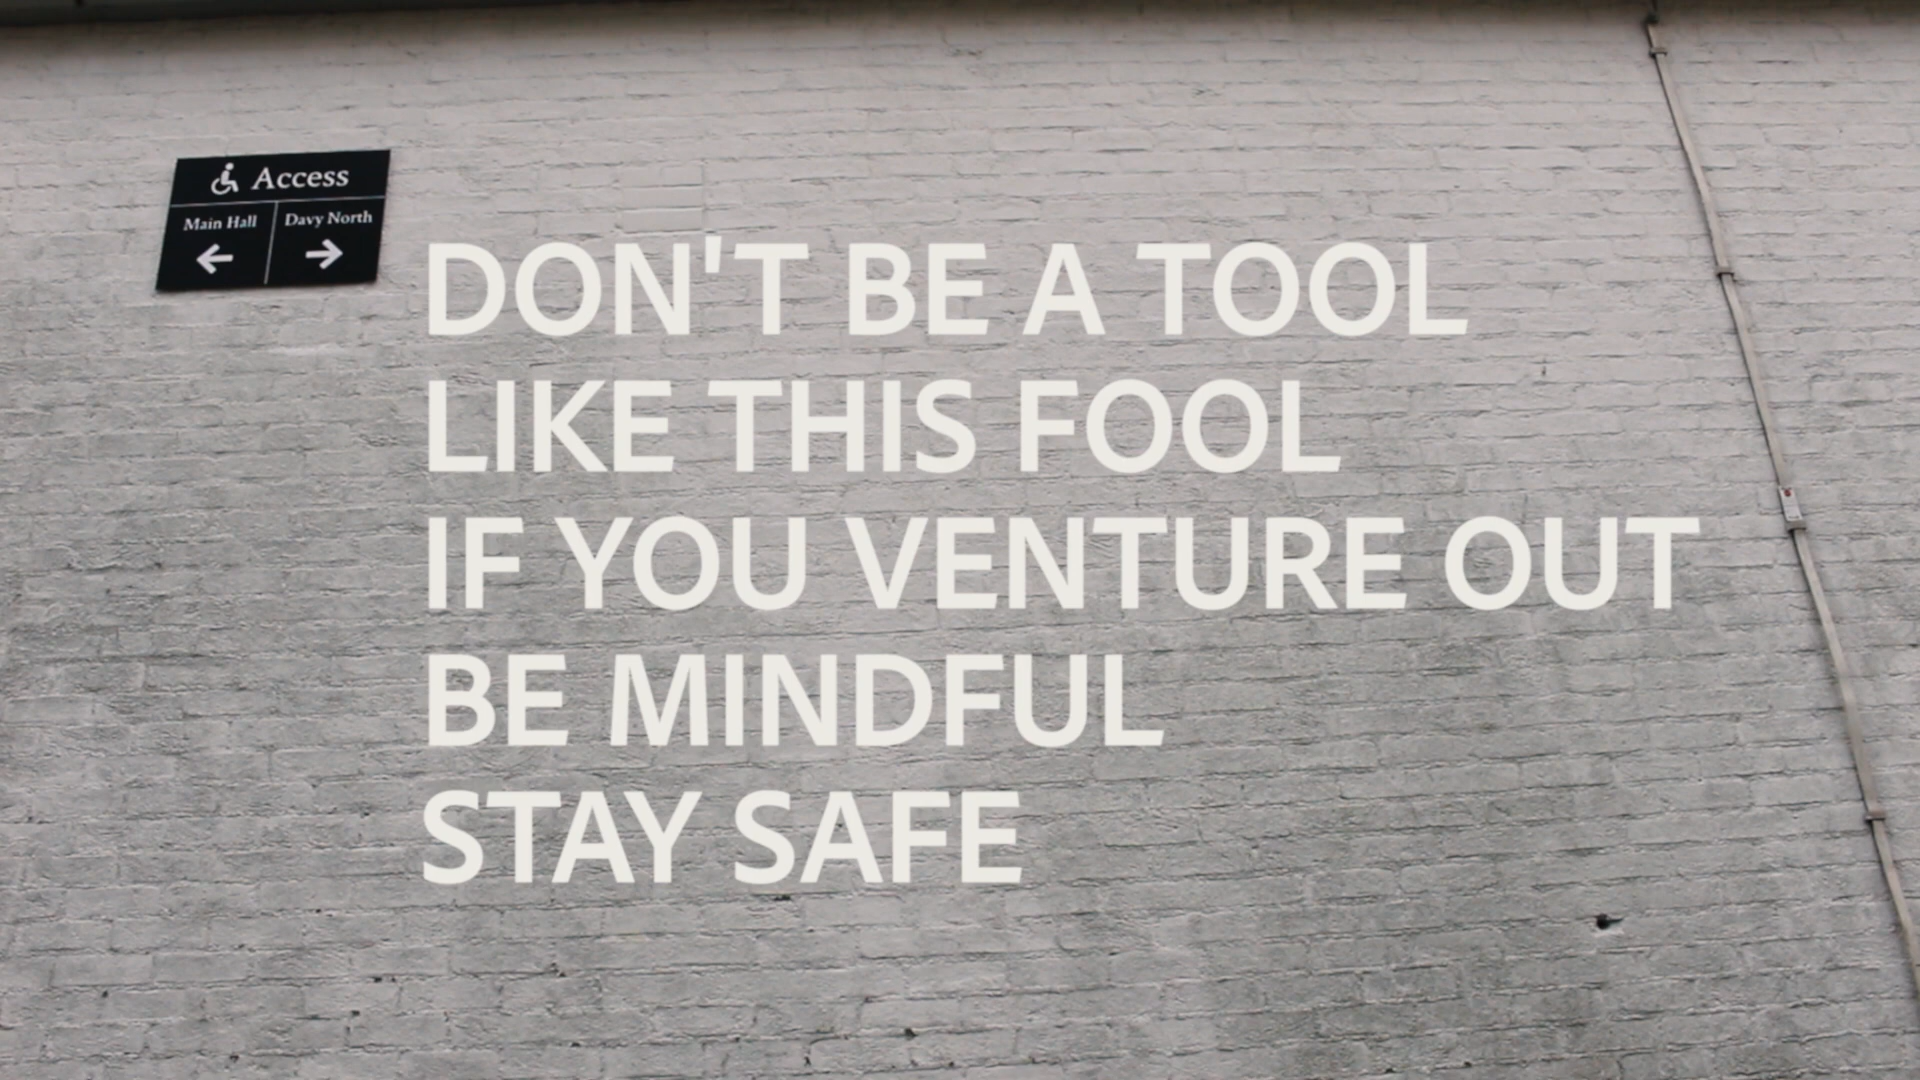 Access
Main Hall
Davy North
DON'T BE A TOOL
LIKE THIS FOOL
IF YOU VENTURE OUT
BE MINDFUL
STAY SAFE